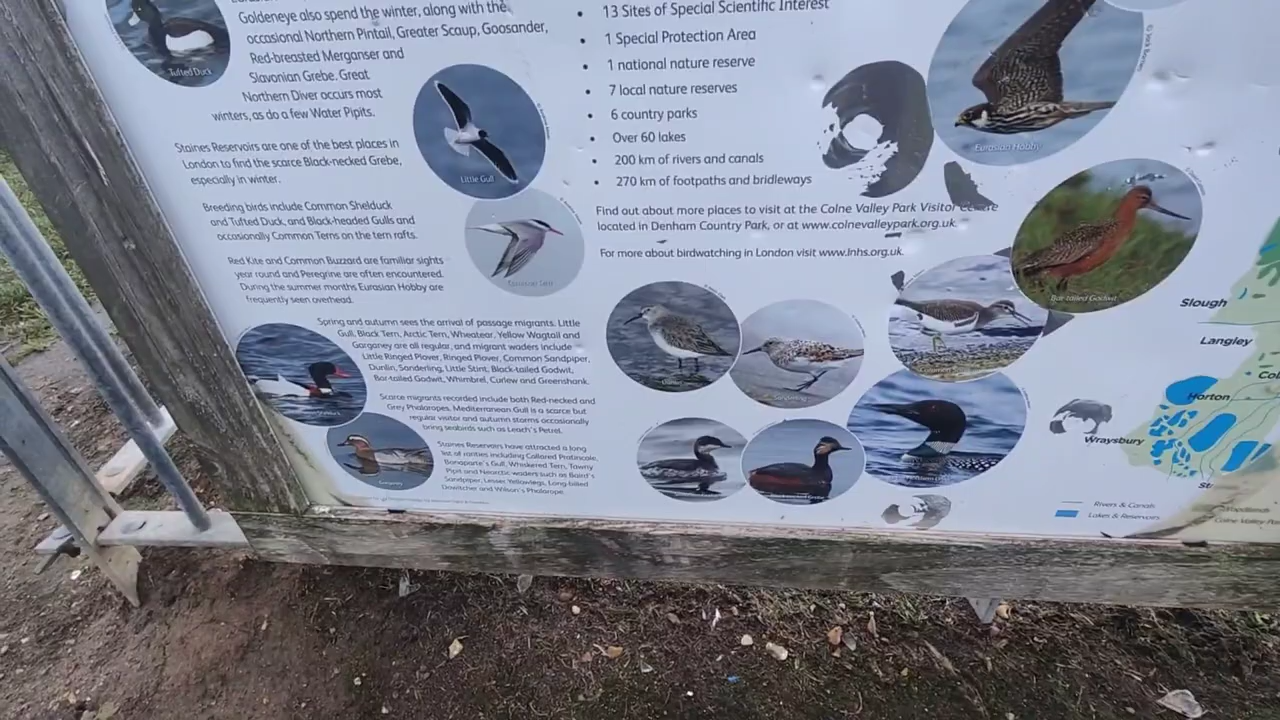 Goldeneye also spend the winter, along with the
occasional Northern Pintail, Greater Scaup, Goosander,
Red-breasted Merganser and
Slavonian Grebe. Great
Northern Diver occurs most
winters, as do a few Water Pipits.
Tufted Duck
Staines Reservoirs are one of the best places in
London to find the scarce Black-necked Grebe,
especially in winter.
Little Gull
Breeding birds include Common Shelduck
and Tufted Duck, and Black-headed Gulls and
occasionally Common Terns on the tern rafts.
Red Kite and Common Buzzard are familiar sights
year round and Peregrine are often encountered.
During the summer months Eurasian Hobby are
frequently seen overhead.
Spring and autumn sees the arrival of passage migrants. Little
Gull, Black Tern, Arctic Tern, Wheatear, Yellow Wagtail and
Garganey are all regular, and migrant waders include
Little Ringed Plover, Ringed Plover, Common Sandpiper,
Dunlin, Sanderling, Little Stint, Black-tailed Godwit,
Bar-tailed Godwit, Whimbrel, Curlew and Greenshank.
Scarce migrants recorded include both Red-necked and
Grey Phalaropes. Mediterranean Gull is a scarce but
regular visitor and autumn storms occasionally
bring seabirds such as Leach's Petrel.
Garganey
Staines Reservoirs have attracted a long
list of rarities including Collared Pratincole,
Bonaparte's Gull, Whiskered Tern, Tawny
Pipit and Nearctic waders such as Baird's
Sandpiper, Lesser Yellowlegs, Long-billed
Dowitcher and Wilson's Phalarope.
• 13 Sites of Special Scientific Interest
• 1 Special Protection Area
• 1 national nature reserve
• 7 local nature reserves
• 6 country parks
• Over 60 lakes
• 200 km of rivers and canals
• 270 km of footpaths and bridleways
Find out about more places to visit at the Colne Valley Park Visitor Centre
located in Denham Country Park, or at www.colnevalleypark.org.uk.
For more about birdwatching in London visit www.lnhs.org.uk.
Eurasian Hobby
Bar-tailed Godwit
Dunlin
Sanderling
Slough
Langley
Horton
Wraysbury
Rivers & Canals
Lakes & Reservoirs
Woodlands
Colne Valley